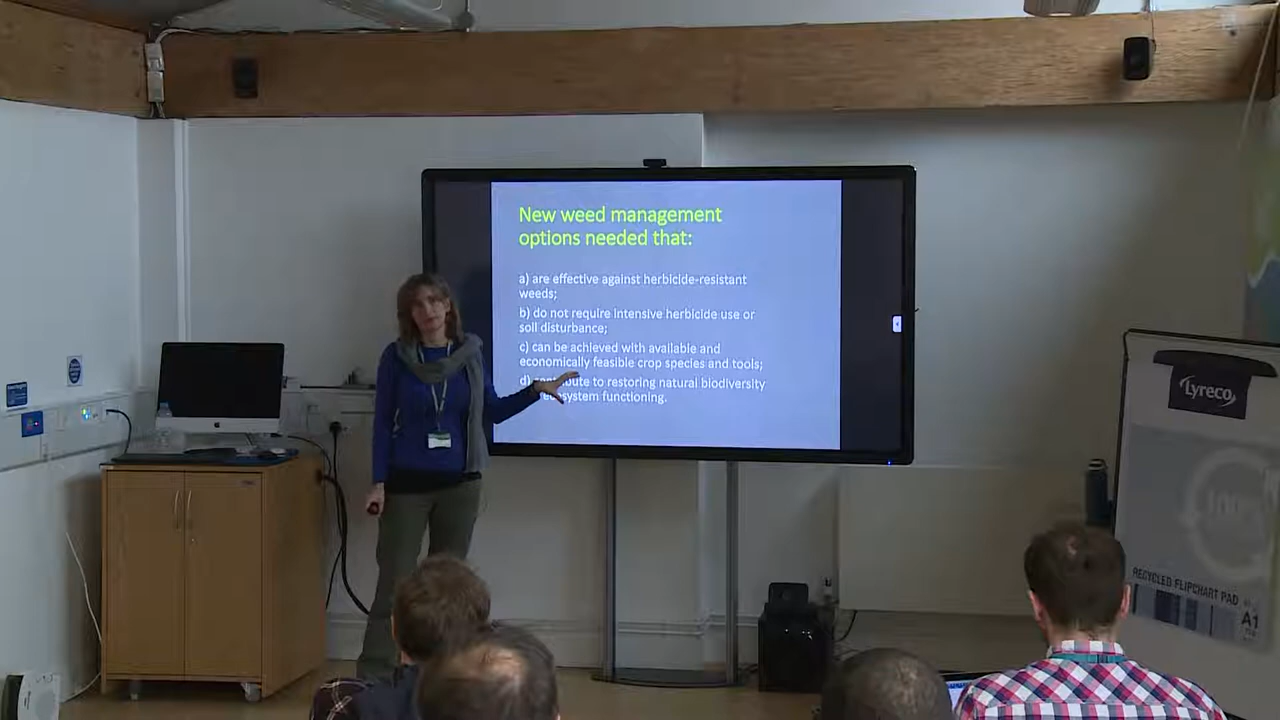 New weed management
options needed that:
a) are effective against herbicide-resistant
weeds;
b) do not require intensive herbicide use or
soil disturbance;
c) can be achieved with available and
economically feasible crop species and tools;
d) contribute to restoring natural biodiversity
ecosystem functioning.
Lyreco
RECYCLED FLIPCHART PAD
A1